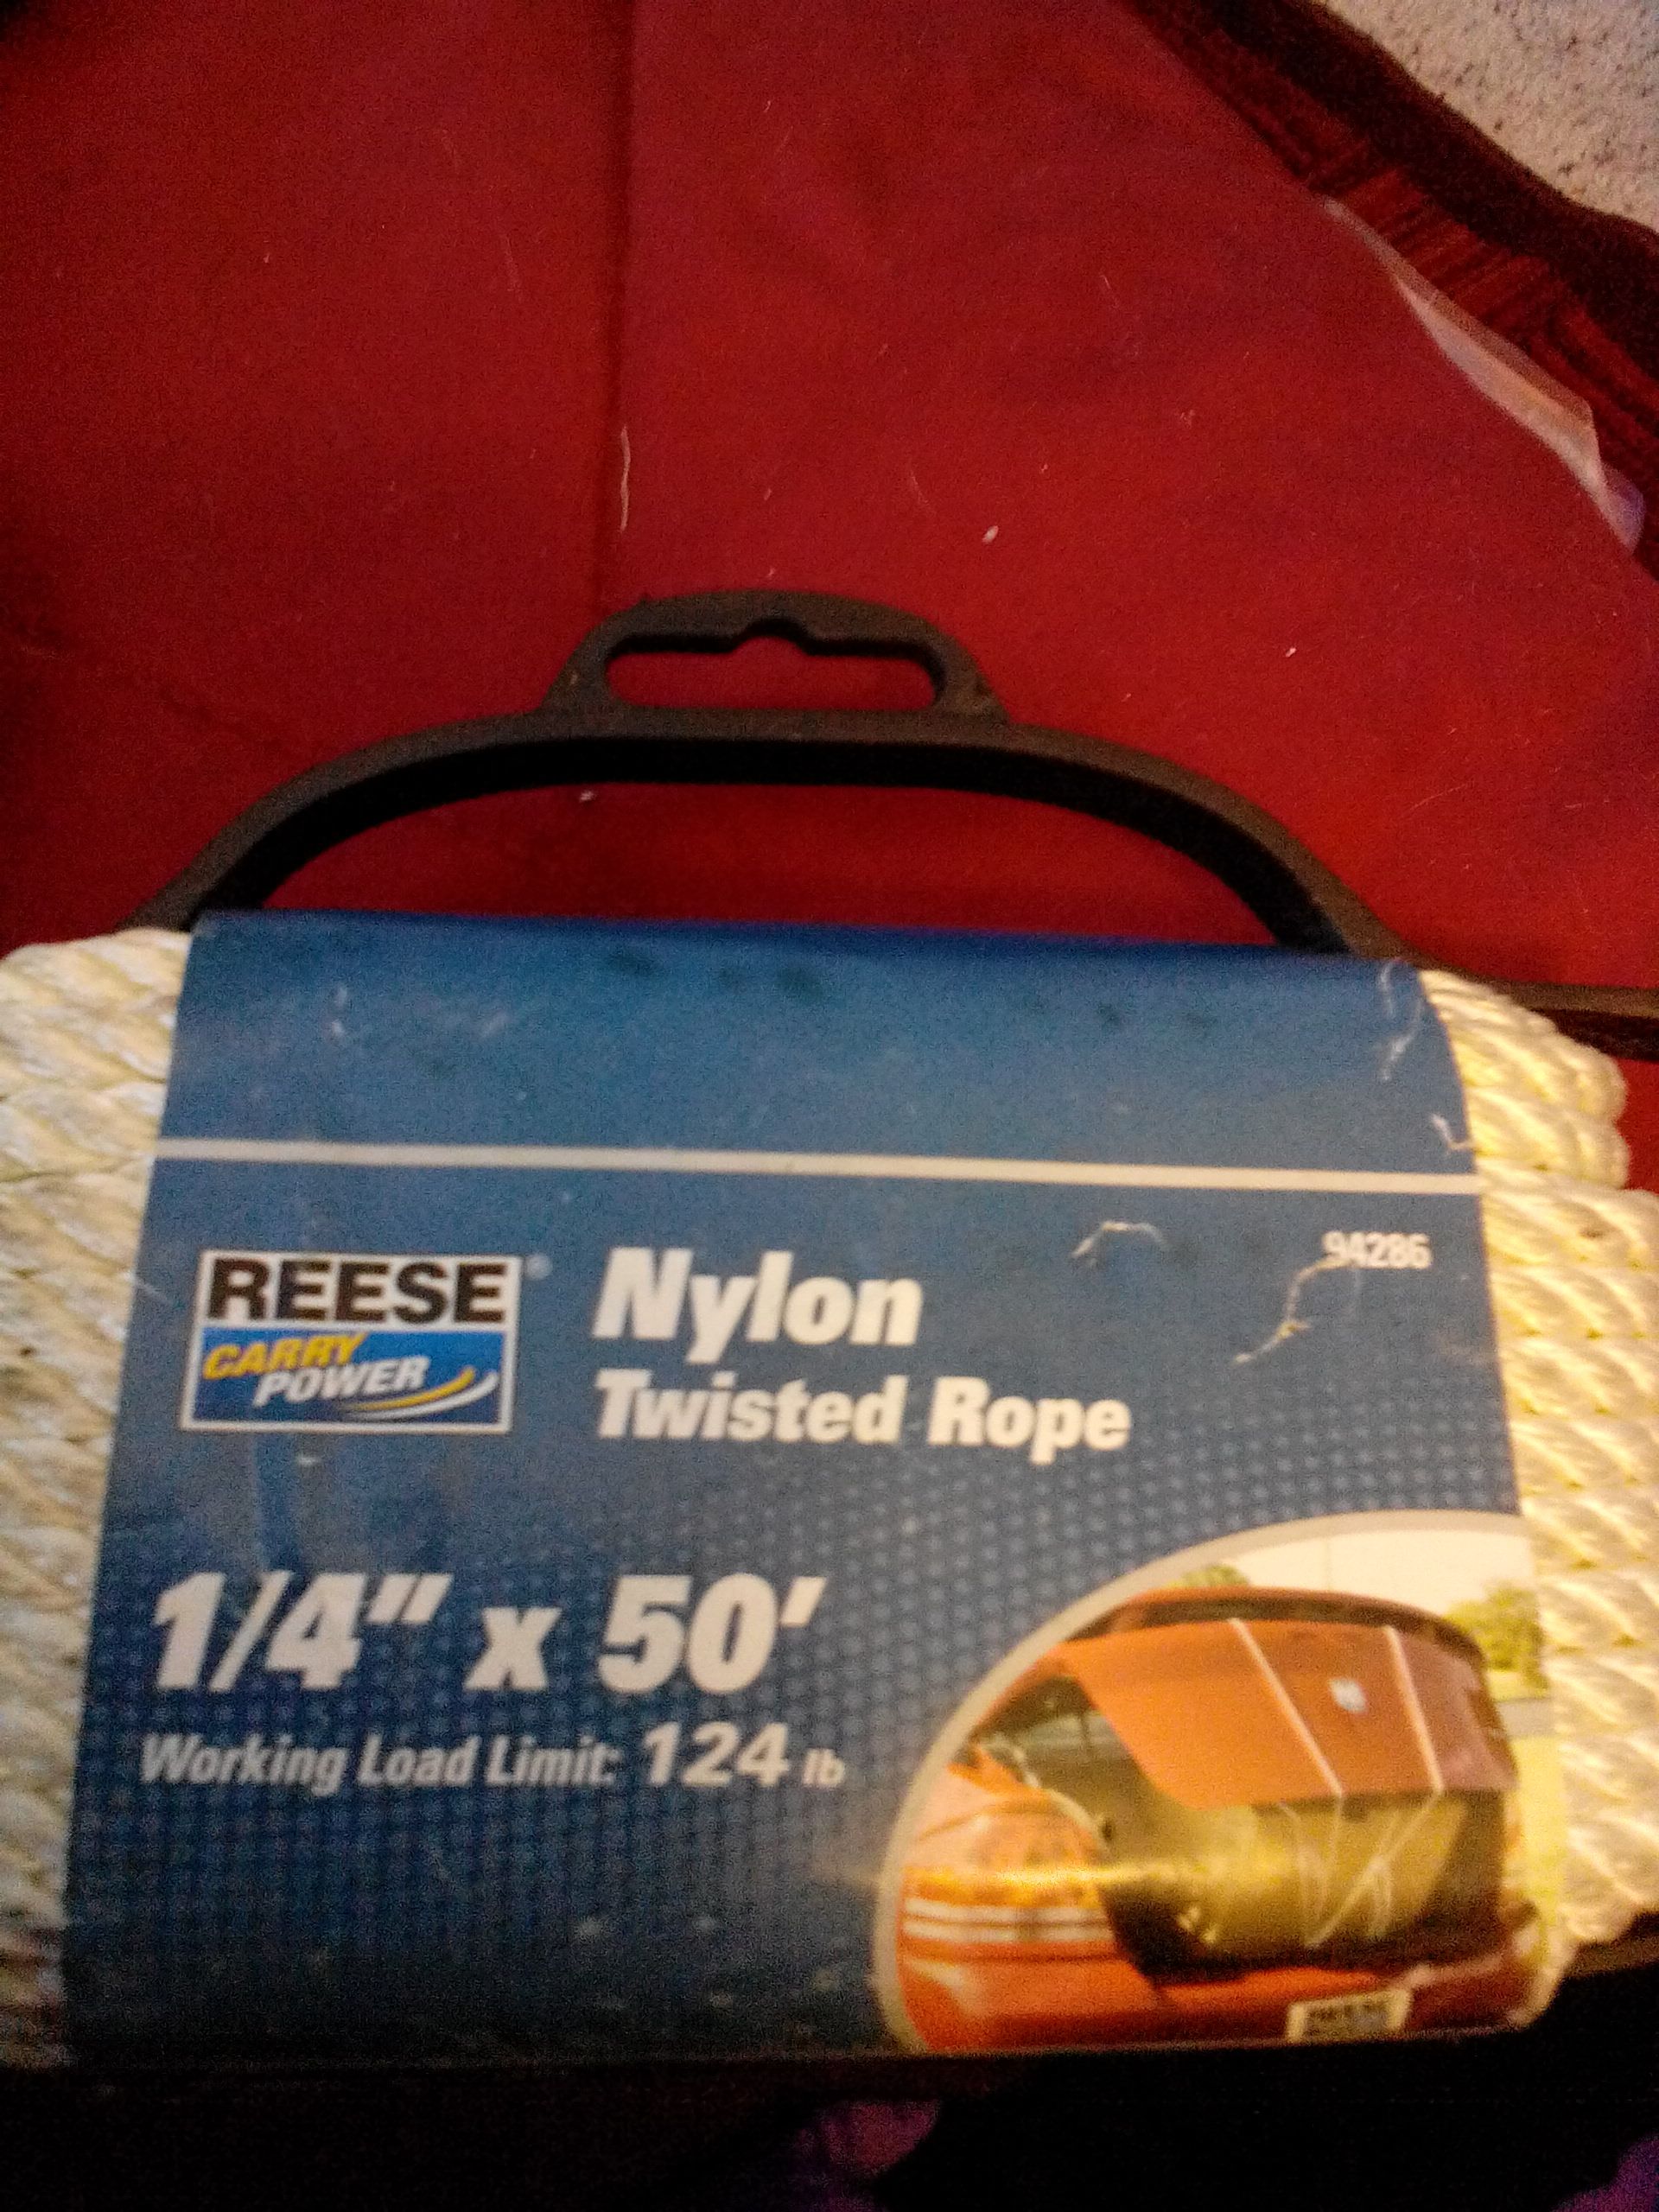 94286
REESE®
CARRY
POWER
Nylon
Twisted Rope
1/4" x 50'
Working Load Limit: 124 lb